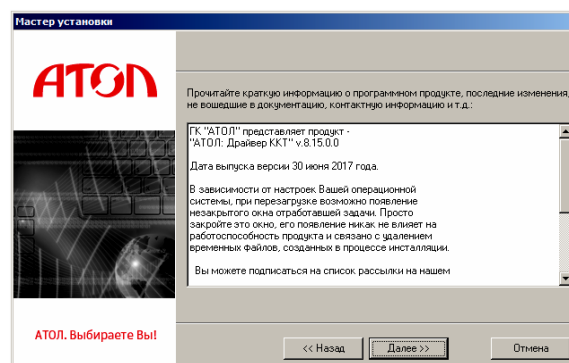 Мастер установки
АТОЛ
Прочитайте краткую информацию о программном продукте, последние изменения,
не вошедшие в документацию, контактную информацию и т.д.:
ГК "АТОЛ" представляет продукт -
"АТОЛ: Драйвер ККТ" v.8.15.0.0
Дата выпуска версии 30 июня 2017 года.
В зависимости от настроек Вашей операционной
системы, при перезагрузке возможно появление
незакрытого окна отработавшей задачи. Просто
закройте это окно, его появление никак не влияет на
работоспособность продукта и связано с удалением
временных файлов, созданных в процессе инсталляции.
Вы можете подписаться на список рассылки на нашем
АТОЛ. Выбираете Вы!
<< Назад
Далее >>
Отмена